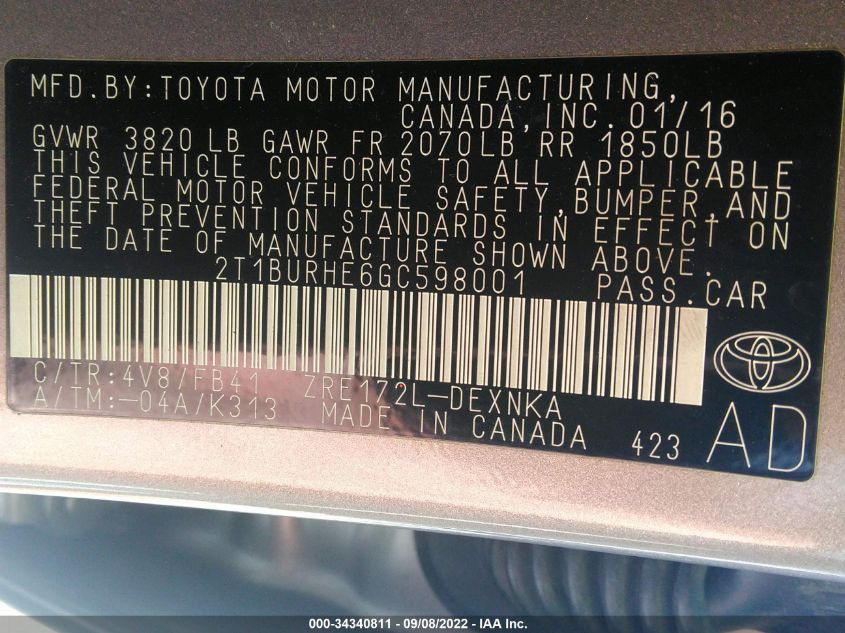 MFD.BY:TOYOTA MOTOR MANUFACTURING,
CANADA,INC.01/16
GVWR 3820 LB GAWR FR 2070LB RR 1850LB
THIS VEHICLE CONFORMS TO ALL APPLICABLE
FEDERAL MOTOR VEHICLE SAFETY,BUMPER,AND
THEFT PREVENTION STANDARDS IN EFFECT ON
THE DATE OF MANUFACTURE SHOWN ABOVE.
2T1BURHE6GC598001 PASS.CAR
C/TR:4V8/FB41 ZRE172L-DEXNKA
A/TM:-04A/K313 MADE IN CANADA 423 AD
000-34340811 - 09/08/2022 - IAA Inc.